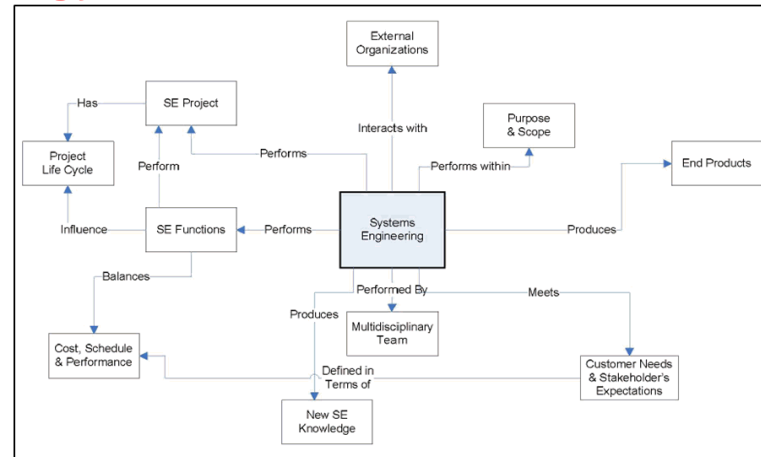 External
Organizations
Has
SE Project
Interacts with
Purpose
& Scope
Project
Life Cycle
Perform
Performs
Performs within
End Products
Influence
SE Functions
Performs
Systems
Engineering
Produces
Balances
Performed By
Meets
Produces
Multidisciplinary
Team
Cost, Schedule
& Performance
Defined in
Terms of
Customer Needs
& Stakeholder's
Expectations
New SE
Knowledge